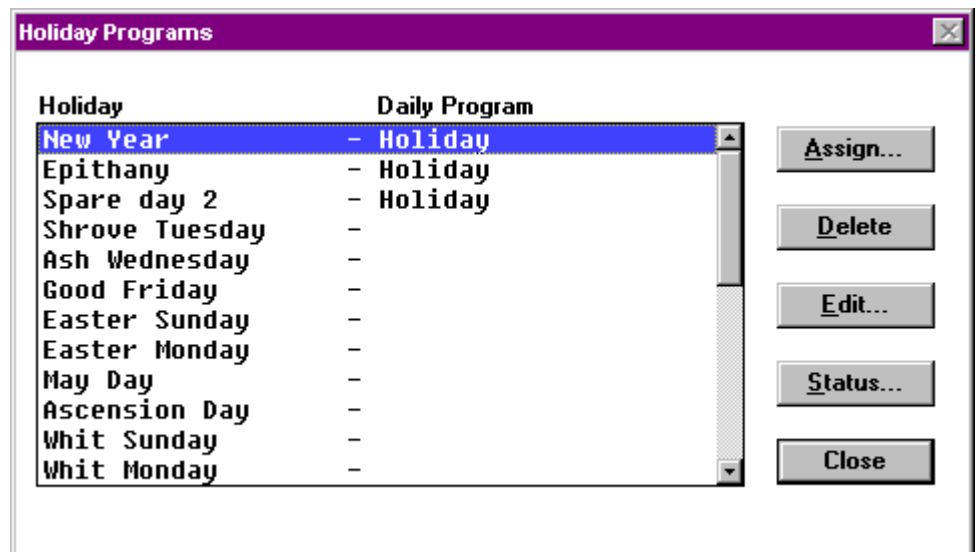 Holiday Programs
Holiday Daily Program
New Year - Holiday
Epithany - Holiday
Spare day 2 - Holiday
Shrove Tuesday -
Ash Wednesday -
Good Friday -
Easter Sunday -
Easter Monday -
May Day -
Ascension Day -
Whit Sunday -
Whit Monday -
Assign...
Delete
Edit...
Status...
Close